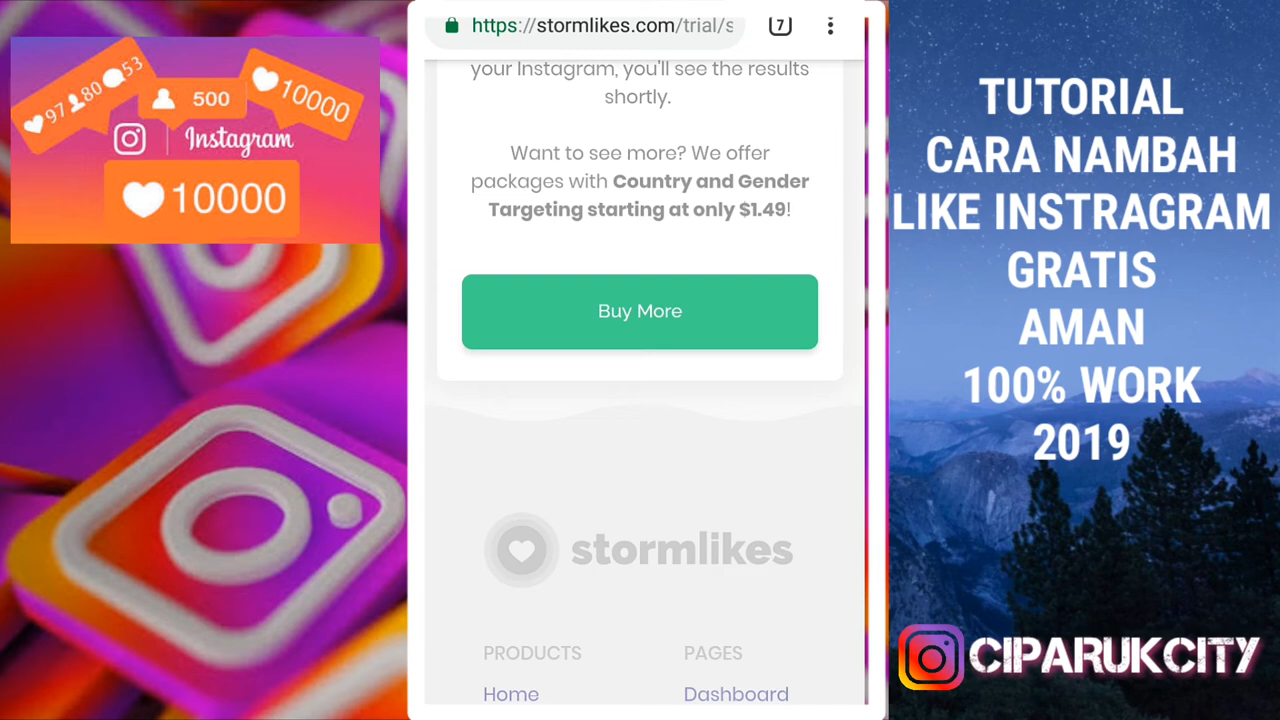 97 80 53
500
10000
Instagram
10000
https://stormlikes.com/trial/s
7
your Instagram, you'll see the results
shortly.
Want to see more? We offer
packages with Country and Gender
Targeting starting at only $1.49!
Buy More
stormlikes
PRODUCTS
PAGES
Home
Dashboard
TUTORIAL
CARA NAMBAH
LIKE INSTRAGRAM
GRATIS
AMAN
100% WORK
2019
CIPARUKCITY